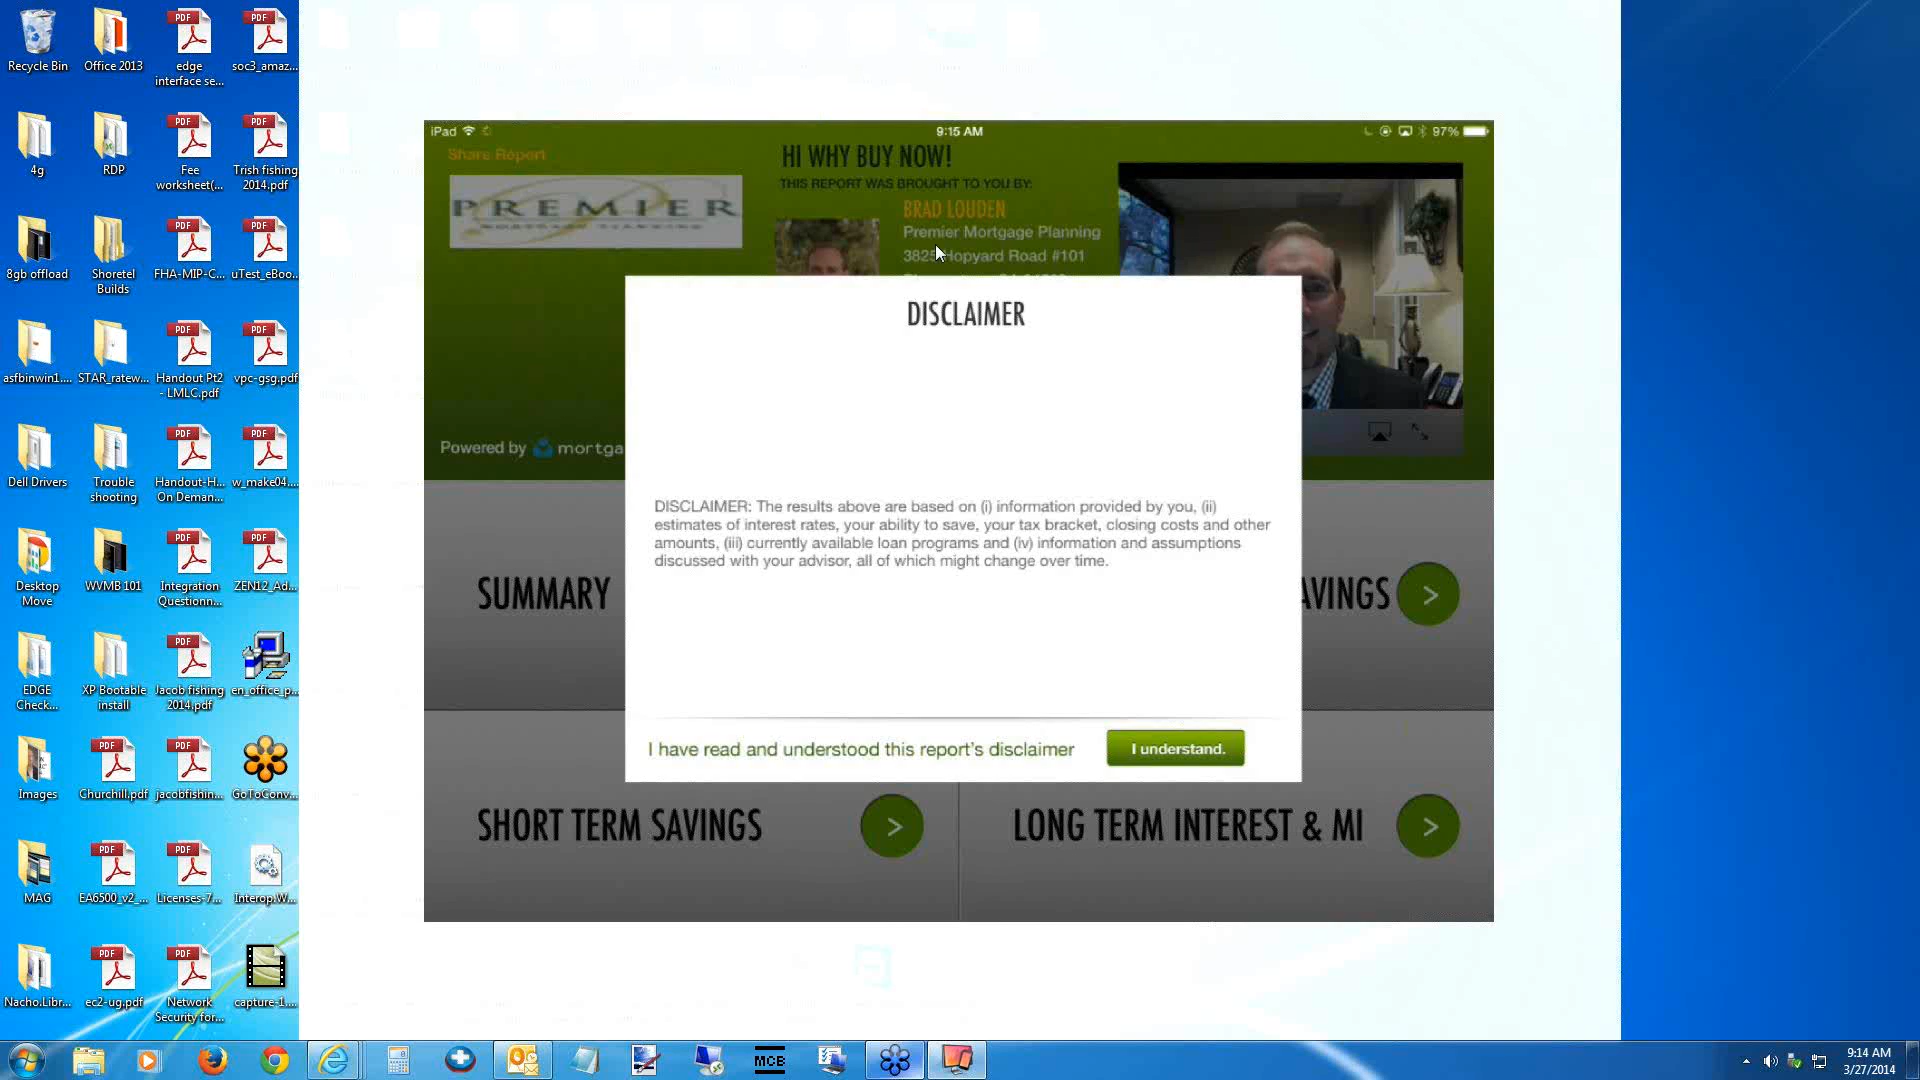 Recycle Bin
Office 2013
edge
interface se...
soc3_amaz...
4g
RDP
Fee
worksheet(...
Trish fishing
2014.pdf
8gb offload
Shoretel
Builds
FHA-MIP-C...
uTest_eBoo...
asfbinwin1....
STAR_ratew...
Handout Pt2
- LMLC.pdf
vpc-gsg.pdf
Dell Drivers
Trouble
shooting
Handout-H...
On Deman...
w_make04....
Desktop
Move
WVMB 101
Integration
Questionn...
ZEN12_Ad...
EDGE
Check...
XP Bootable
install
Jacob fishing
2014.pdf
en_office_p...
Images
Churchill.pdf
jacobfishin...
GoToConv...
MAG
EA6500_v2_...
Licenses-7...
Interop.W...
Nacho.Libr...
ec2-ug.pdf
Network
Security for...
capture-1....
iPad
9:15 AM
97%
Share Report
PREMIER
MORTGAGE PLANNING
HI WHY BUY NOW!
THIS REPORT WAS BROUGHT TO YOU BY:
BRAD LOUDEN
Premier Mortgage Planning
3825 Hopyard Road #101
Powered by mortga
DISCLAIMER
DISCLAIMER: The results above are based on (i) information provided by you, (ii)
estimates of interest rates, your ability to save, your tax bracket, closing costs and other
amounts, (iii) currently available loan programs and (iv) information and assumptions
discussed with your advisor, all of which might change over time.
I have read and understood this report's disclaimer
I understand.
SUMMARY
AVINGS
SHORT TERM SAVINGS
LONG TERM INTEREST & MI
MCB
9:14 AM
3/27/2014